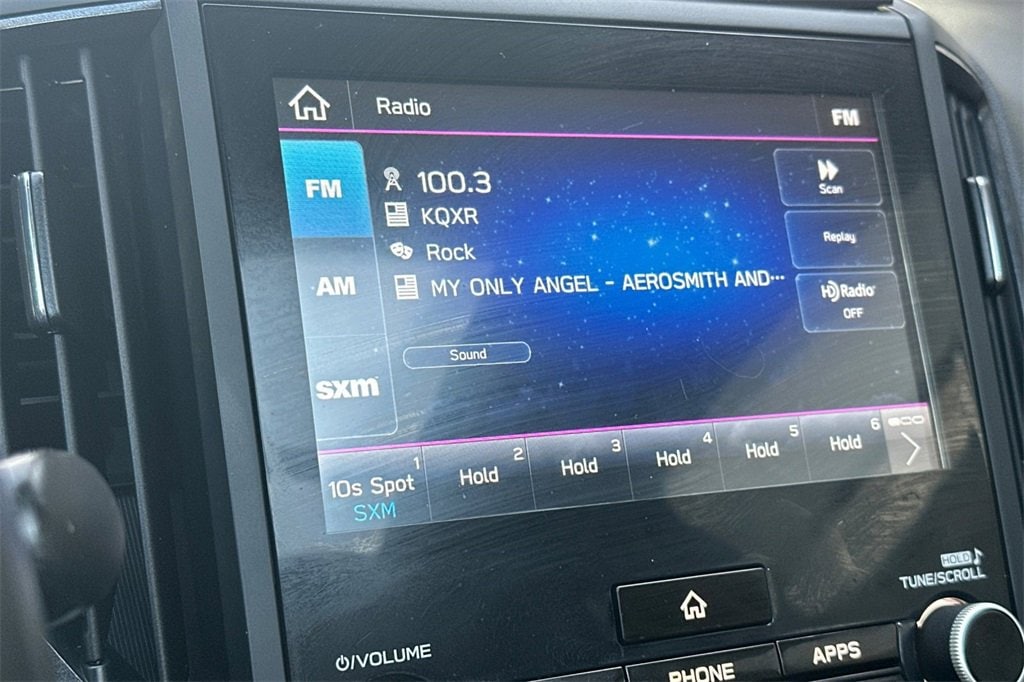 Radio
FM
FM
100.3
Scan
KQXR
Replay
Rock
AM
MY ONLY ANGEL - AEROSMITH AND···
HD Radio
OFF
Sound
sxm
1
10s Spot
SXM
2
Hold
3
Hold
4
Hold
5
Hold
6
Hold
HOLD
TUNE/SCROLL
/VOLUME
PHONE
APPS